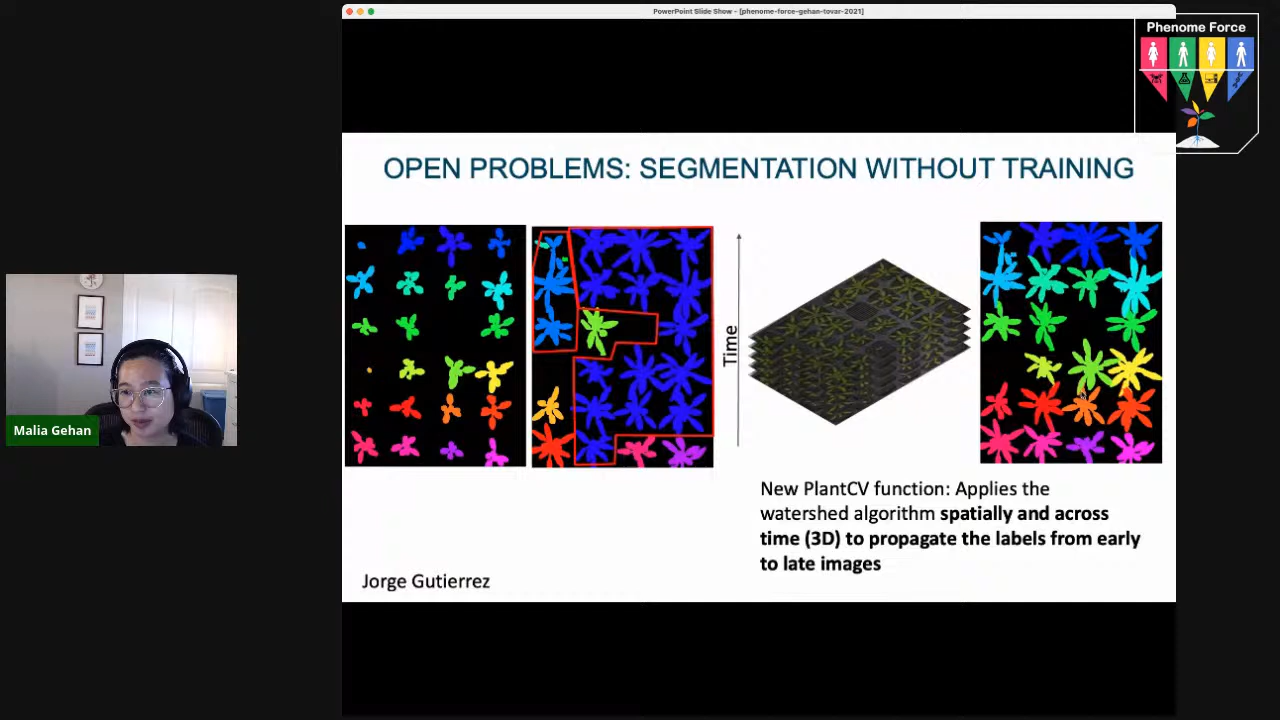 PowerPoint Slide Show - [phenome-force-gehan-tovar-2021]
Phenome Force
OPEN PROBLEMS: SEGMENTATION WITHOUT TRAINING
Time
New PlantCV function: Applies the
watershed algorithm spatially and across
time (3D) to propagate the labels from early
to late images
Jorge Gutierrez
Malia Gehan